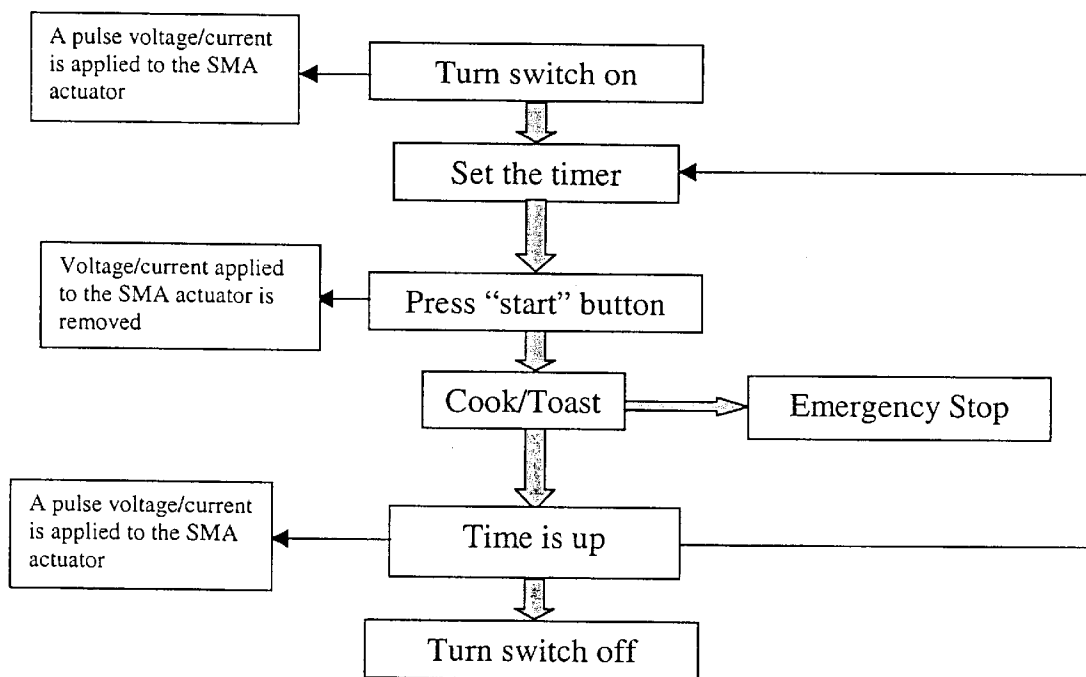 A pulse voltage/current
is applied to the SMA
actuator
Turn switch on
Set the timer
Voltage/current applied
to the SMA actuator is
removed
Press “start” button
Cook/Toast
Emergency Stop
A pulse voltage/current
is applied to the SMA
actuator
Time is up
Turn switch off